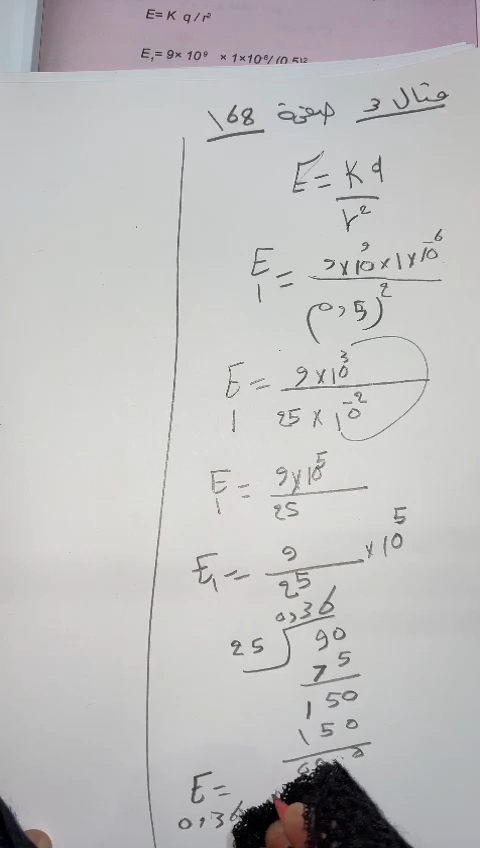 E= K q/r²
E₁= 9× 10⁹ × 1×10⁻⁶/(0.5)²
مثال 3 صفحة 168
E = K q
r²
E₁ = 9 × 10⁹ × 1 × 10⁻⁶
(0,5)²
E₁ = 9 × 10³
25 × 10⁻²
E₁ = 9 × 10⁵
25
E₁ = 9 × 10⁵
25
0,36
25 90
75
150
150
E =
0,36